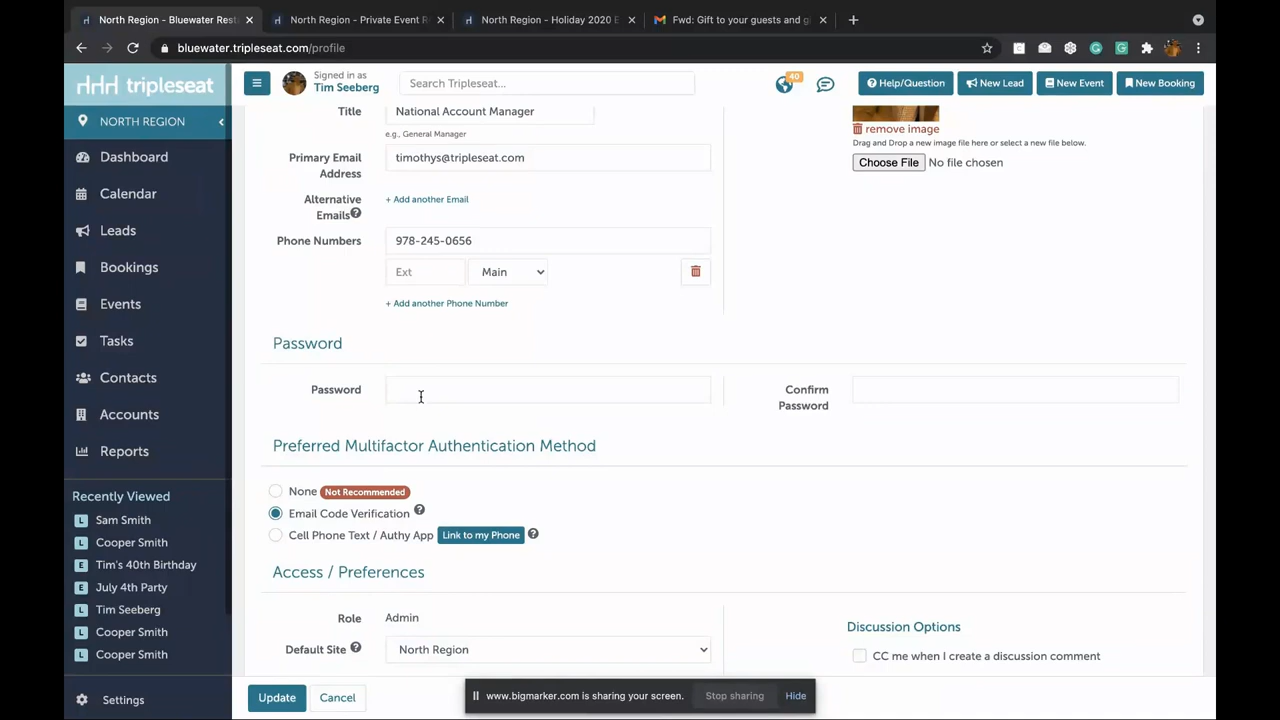 North Region - Bluewater Rest
North Region - Private Event R
North Region - Holiday 2020 E
Fwd: Gift to your guests and g
bluewater.tripleseat.com/profile
tripleseat
Signed in as
Tim Seeberg
Search Tripleseat...
40
Help/Question
New Lead
New Event
New Booking
NORTH REGION
Dashboard
Calendar
Leads
Bookings
Events
Tasks
Contacts
Accounts
Reports
Recently Viewed
L Sam Smith
L Cooper Smith
E Tim's 40th Birthday
E July 4th Party
L Tim Seeberg
L Cooper Smith
L Cooper Smith
Settings
Title
National Account Manager
e.g., General Manager
Primary Email Address
timothys@tripleseat.com
Alternative Emails
+ Add another Email
Phone Numbers
978-245-0656
Ext
Main
+ Add another Phone Number
remove image
Drag and Drop a new image file here or select a new file below.
Choose File No file chosen
Password
Password
Confirm Password
Preferred Multifactor Authentication Method
None Not Recommended
Email Code Verification
Cell Phone Text / Authy App Link to my Phone
Access / Preferences
Role
Admin
Default Site
North Region
Discussion Options
CC me when I create a discussion comment
Update
Cancel
www.bigmarker.com is sharing your screen.
Stop sharing
Hide